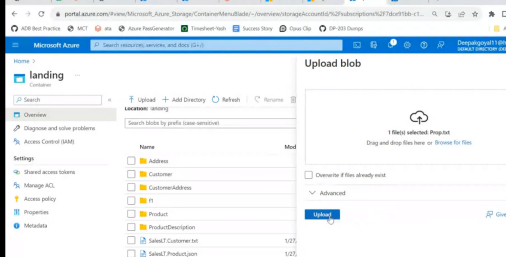 portal.azure.com/#view/Microsoft_Azure_Storage/ContainerMenuBlade/~/overview/storageAccountId/%2Fsubscriptions%2F7dce91bb-c1...
ADB Best Practice MCT ata Azure PassGenerator Timesheet-Yash Success Story Opus Clip DP-203 Dumps
Microsoft Azure Search resources, services, and docs (G+/) Deepakgoyal11@h
DEFAULT DIRECTORY
Home >
landing ...
Container
Search
Overview
Diagnose and solve problems
Access Control (IAM)
Settings
Shared access tokens
Manage ACL
Access policy
Properties
Metadata
Upload Add Directory Refresh Rename
Location: landing
Search blobs by prefix (case-sensitive)
Name Mod
Address
Customer
CustomerAddress
f1
Product
ProductDescription
SalesLT.Customer.txt 1/27,
SalesLT.Product.json 1/27,
Upload blob
1 file(s) selected: Prop.txt
Drag and drop files here or Browse for files
Overwrite if files already exist
Advanced
Upload
Give